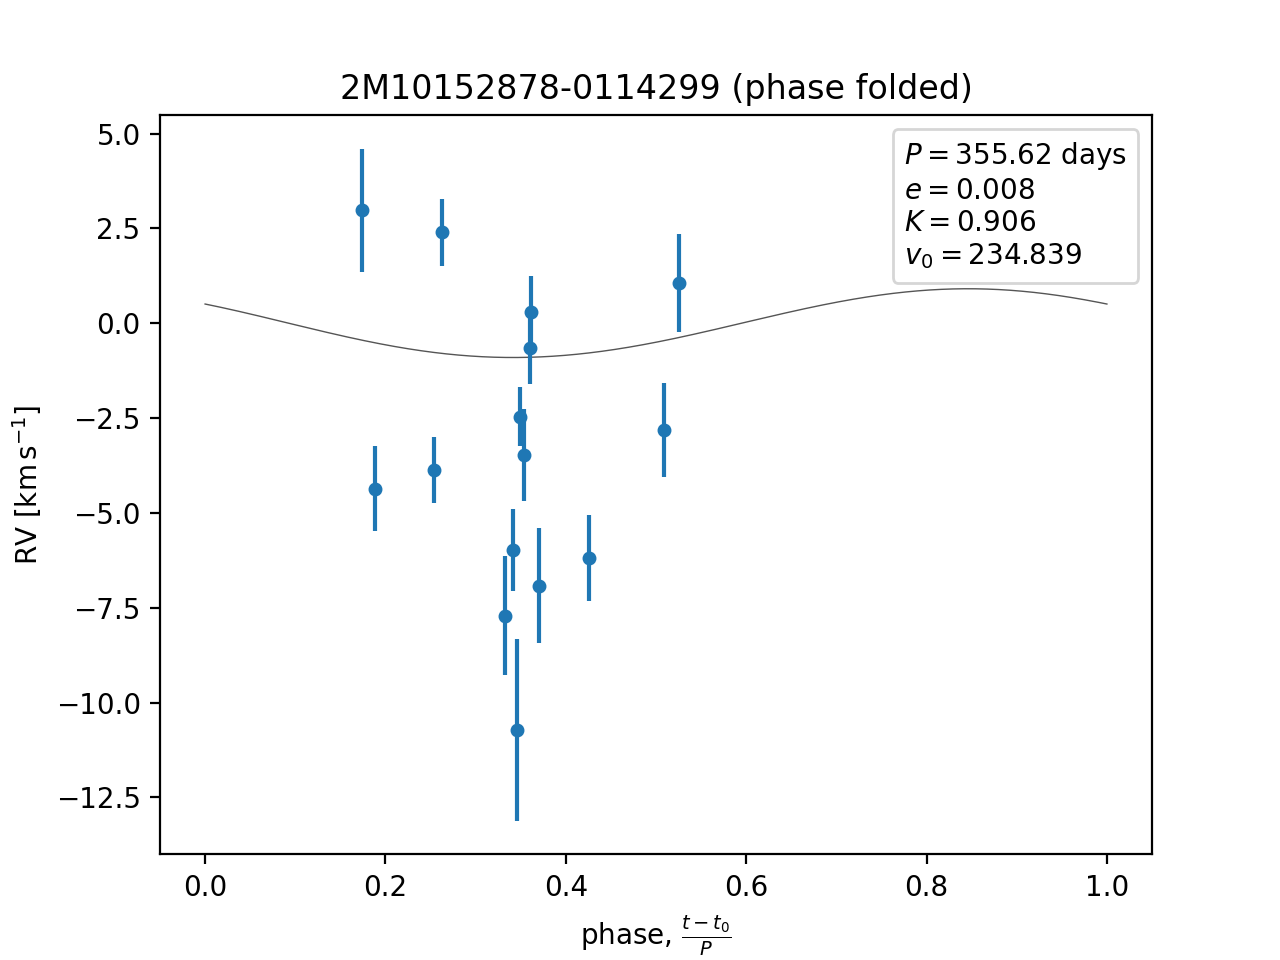 2M10152878-0114299 (phase folded)
P = 355.62 days
e = 0.008
K = 0.906
v₀ = 234.839
5.0
2.5
0.0
−2.5
−5.0
−7.5
−10.0
−12.5
RV [km s⁻¹]
0.0 0.2 0.4 0.6 0.8 1.0
phase, (t − t₀)/P